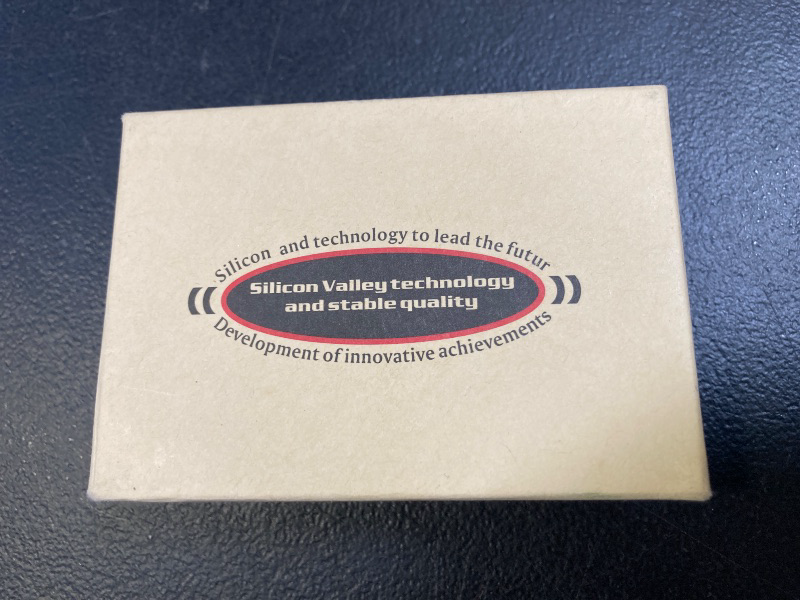 Silicon and technology to lead the futur
Silicon Valley technology
and stable quality
Development of innovative achievements